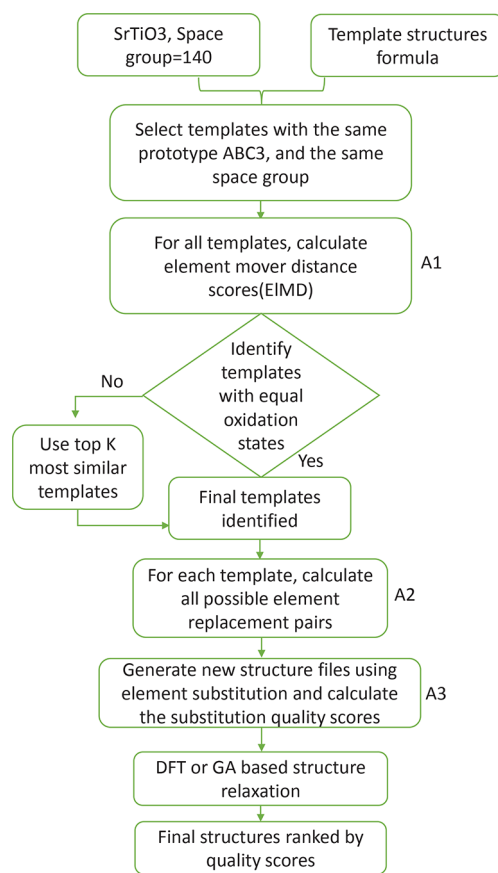 SrTiO3, Space
group=140
Template structures
formula
Select templates with the same
prototype ABC3, and the same
space group
For all templates, calculate
element mover distance
scores(ElMD)
A1
Identify
templates
with equal
oxidation
states
No
Yes
Use top K
most similar
templates
Final templates
identified
For each template, calculate
all possible element
replacement pairs
A2
Generate new structure files using
element substitution and calculate
the substitution quality scores
A3
DFT or GA based structure
relaxation
Final structures ranked by
quality scores